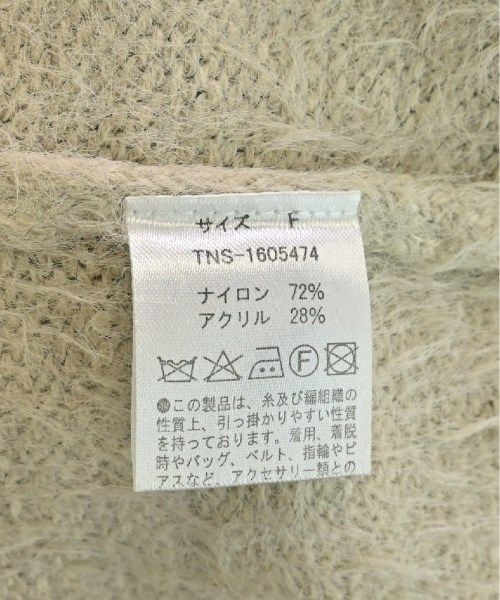 サイズ F
TNS-1605474
ナイロン 72%
アクリル 28%
F
この製品は、糸及び編組織の
性質上、引っ掛かりやすい性質
を持っております。着用、着脱
時やバッグ、ベルト、指輪やピ
アスなど、アクセサリー類との